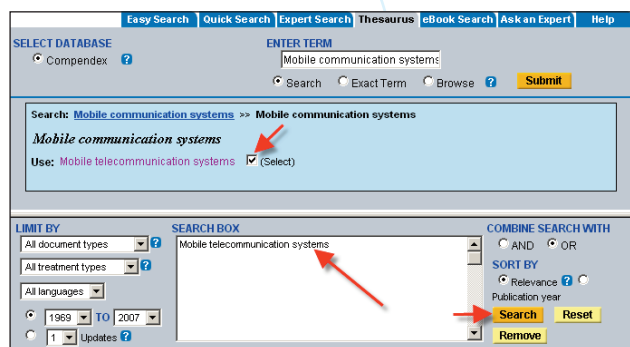 Easy Search Quick Search Expert Search Thesaurus eBook Search Ask an Expert Help
SELECT DATABASE ENTER TERM
Compendex ? Mobile communication systems
Search Exact Term Browse ? Submit
Search: Mobile communication systems >> Mobile communication systems
Mobile communication systems
Use: Mobile telecommunication systems (Select)
LIMIT BY SEARCH BOX COMBINE SEARCH WITH
All document types ? Mobile telecommunication systems AND OR
All treatment types ? SORT BY
Relevance ?
All languages Publication year
1969 TO 2007 Search Reset
1 Updates ? Remove